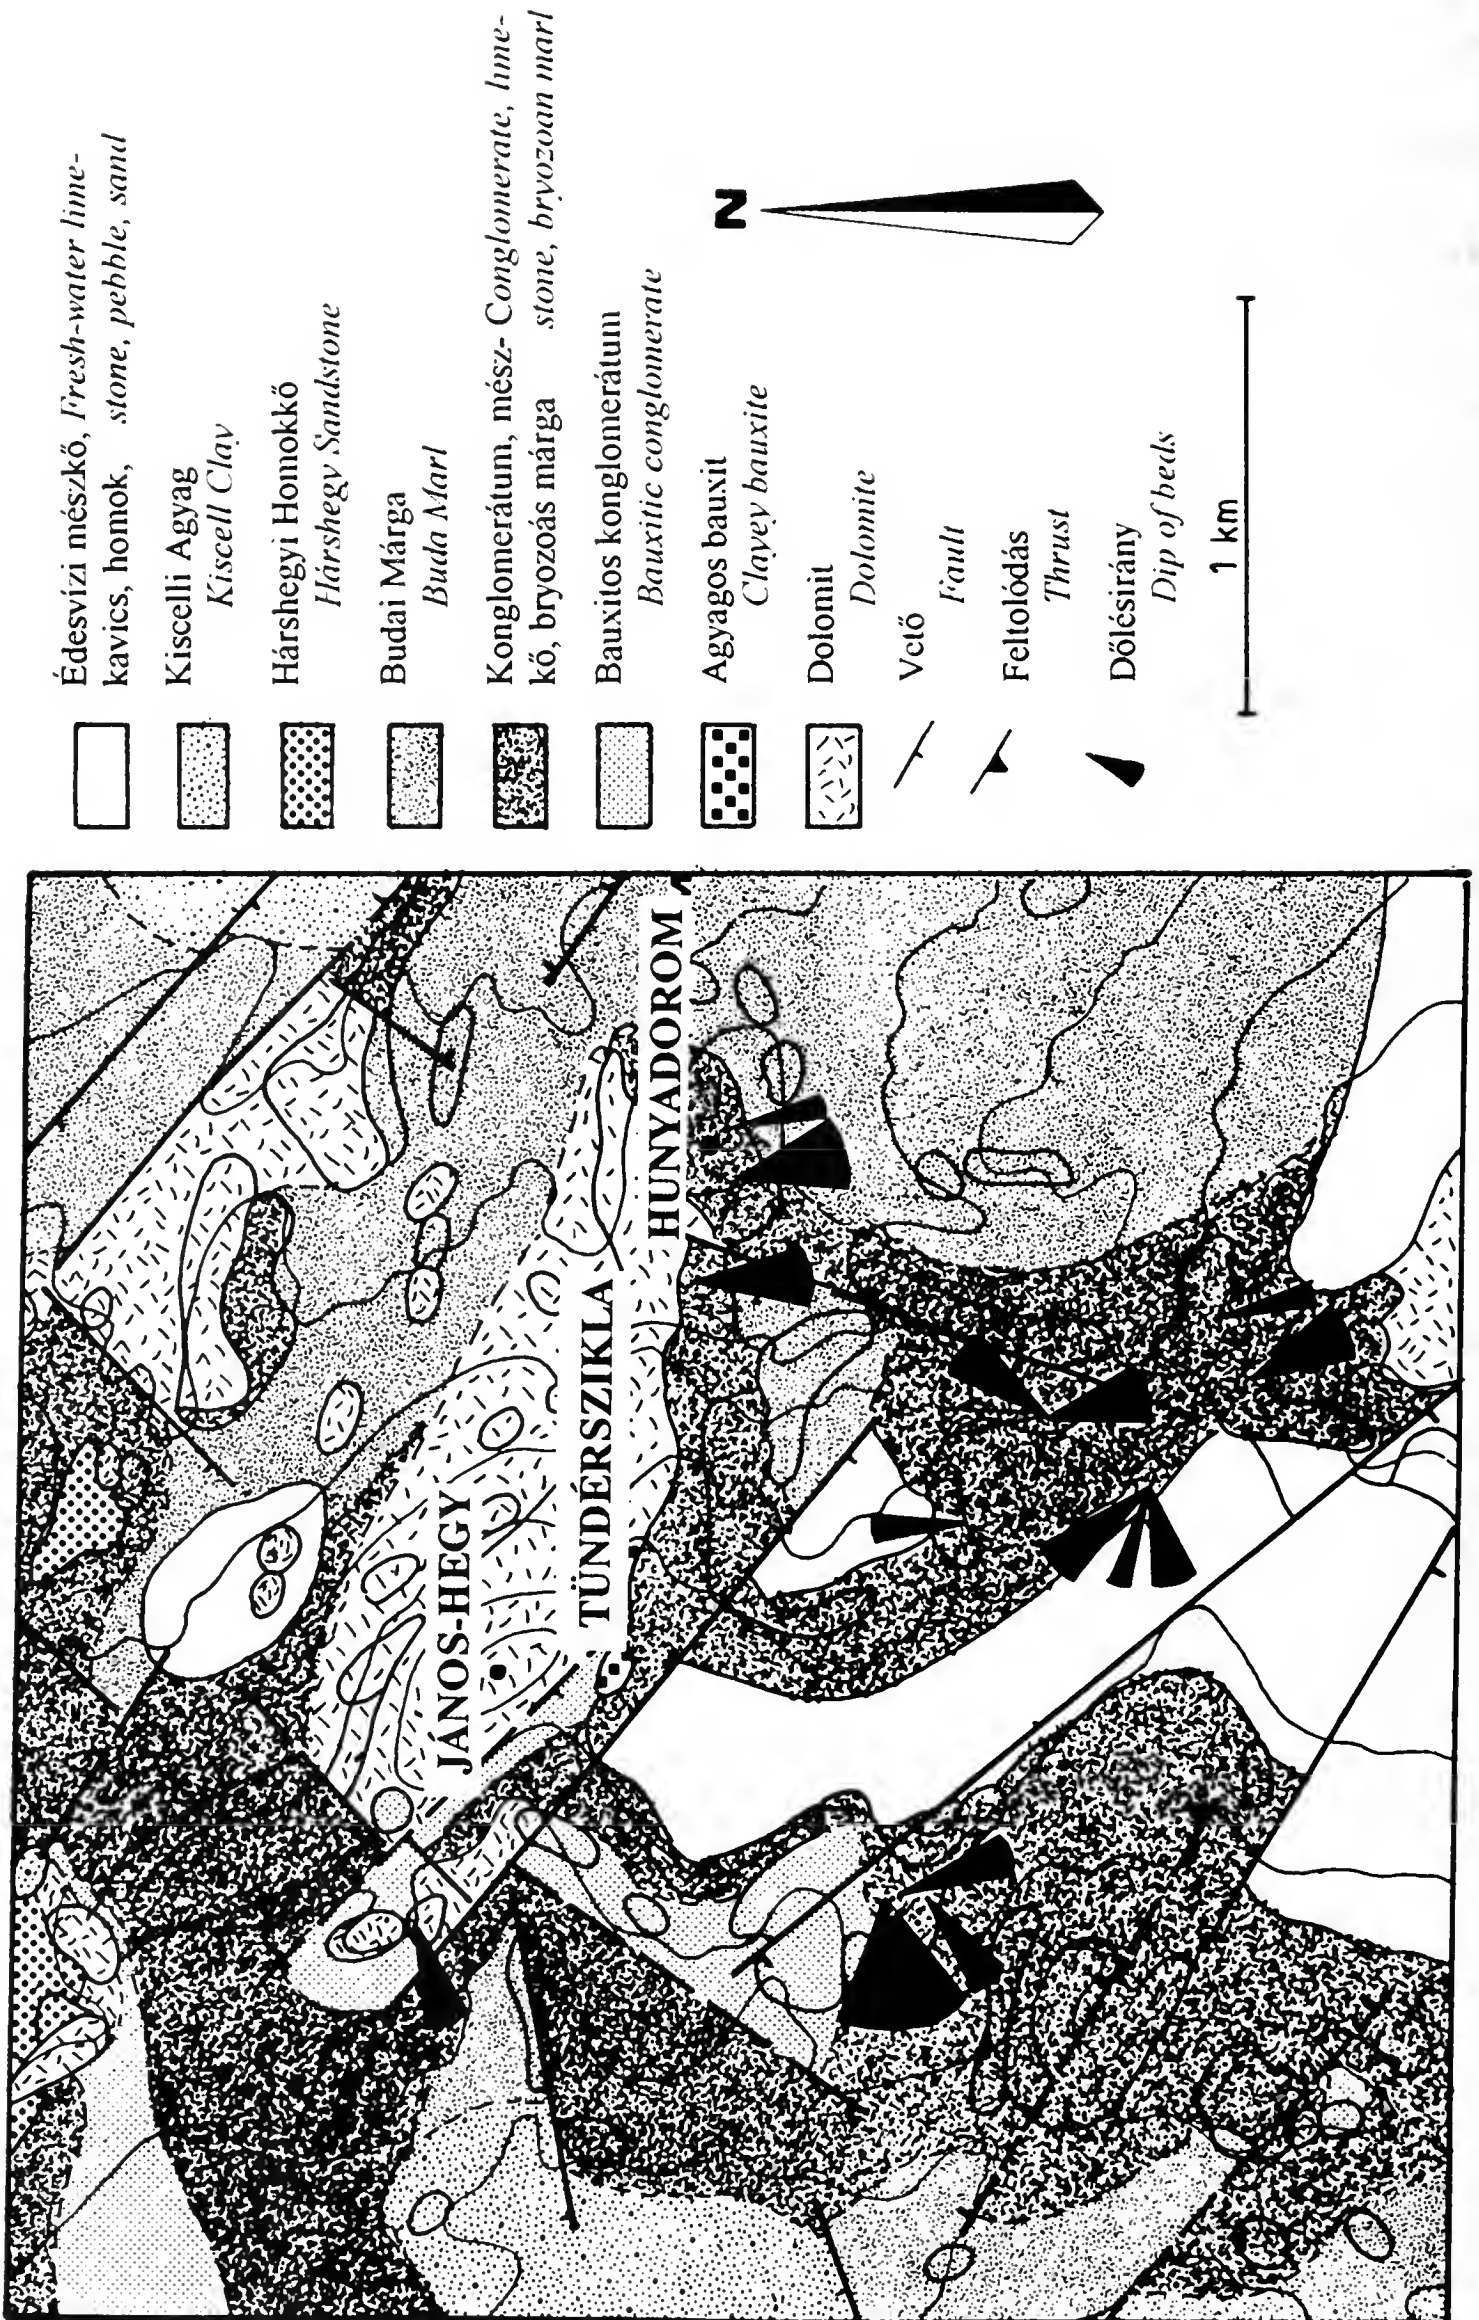 Édesvízi mészkő, Fresh-water lime-
kavics, homok, stone, pebble, sand
Kiscelli Agyag
Kiscell Clay
Hárshegyi Homokkő
Hárshegy Sandstone
Budai Márga
Buda Marl
Konglomerátum, mész- Conglomerate, lime-
kő, bryozoás márga stone, bryozoan marl
Bauxitos konglomerátum
Bauxitic conglomerate
Agyagos bauxit
Clayey bauxite
Dolomit
Dolomite
Vető
Fault
Feltolódás
Thrust
Dőlésirány
Dip of beds
1 km
N
JÁNOS-HEGY
TÜNDÉRSZIKLA
HUNYADOROM